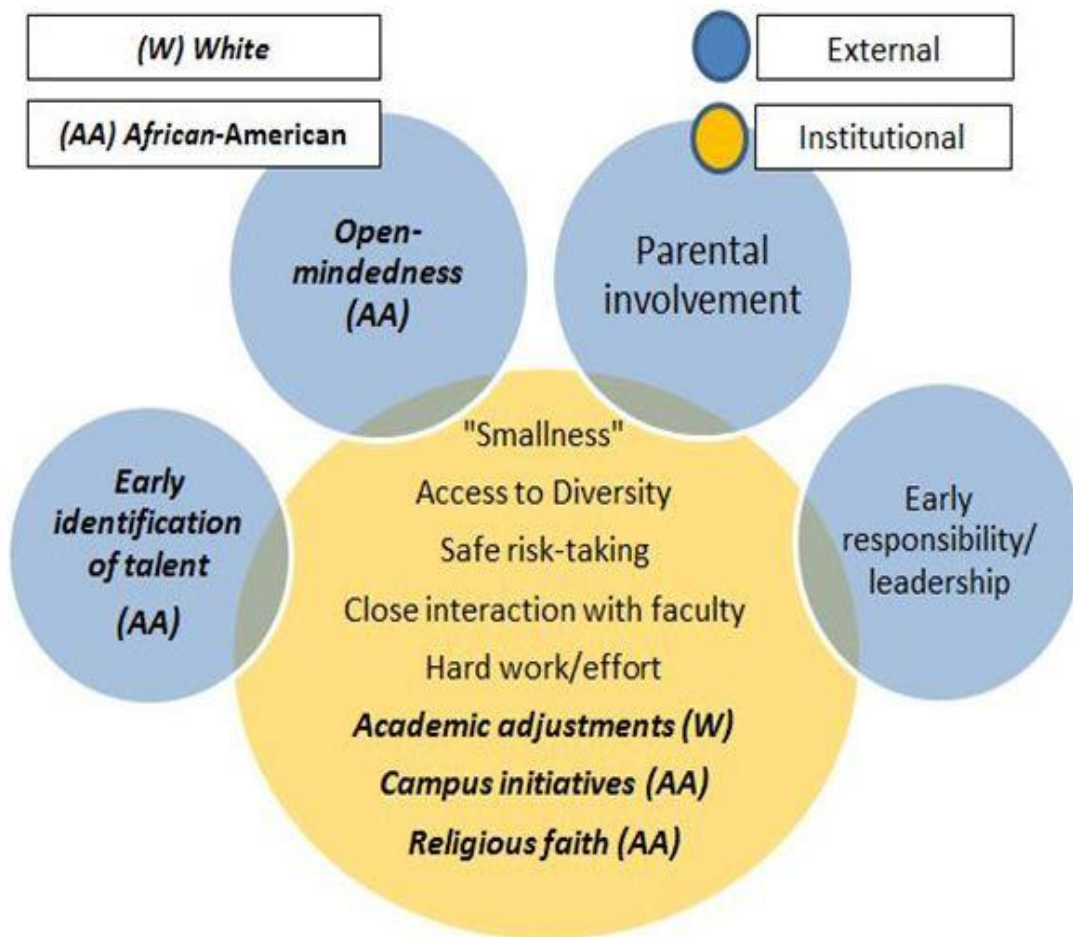 (W) White
External
(AA) African-American
Institutional
Open-
mindedness
(AA)
Parental
involvement
Early
identification
of talent
(AA)
"Smallness"
Access to Diversity
Safe risk-taking
Close interaction with faculty
Hard work/effort
Academic adjustments (W)
Campus initiatives (AA)
Religious faith (AA)
Early
responsibility/
leadership